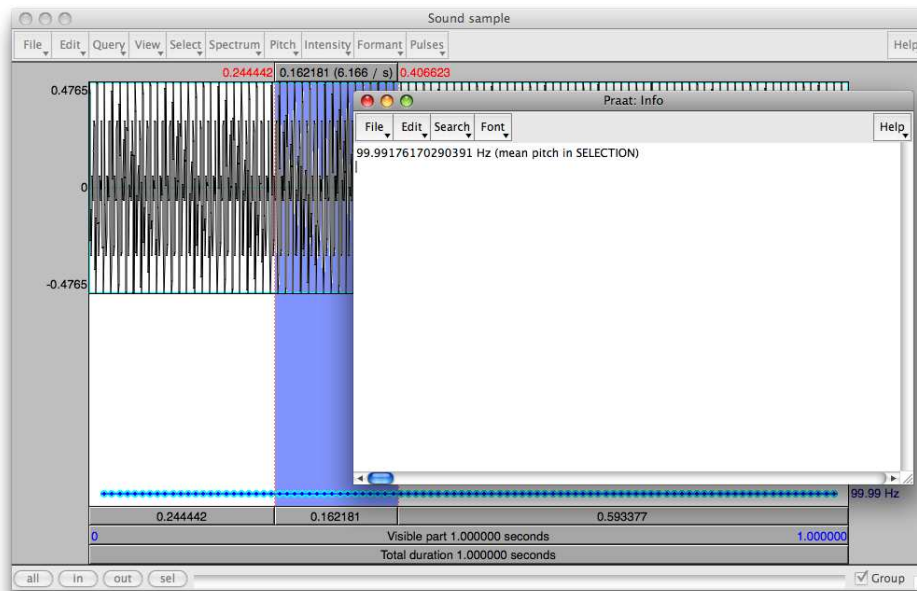 Sound sample
File Edit Query View Select Spectrum Pitch Intensity Formant Pulses Help
0.244442 0.162181 (6.166 / s) 0.406623
0.4765
Praat: Info
File Edit Search Font Help
99.99176170290391 Hz (mean pitch in SELECTION)
0
-0.4765
99.99 Hz
0.244442 0.162181 0.593377
0 Visible part 1.000000 seconds 1.000000
Total duration 1.000000 seconds
all in out sel Group